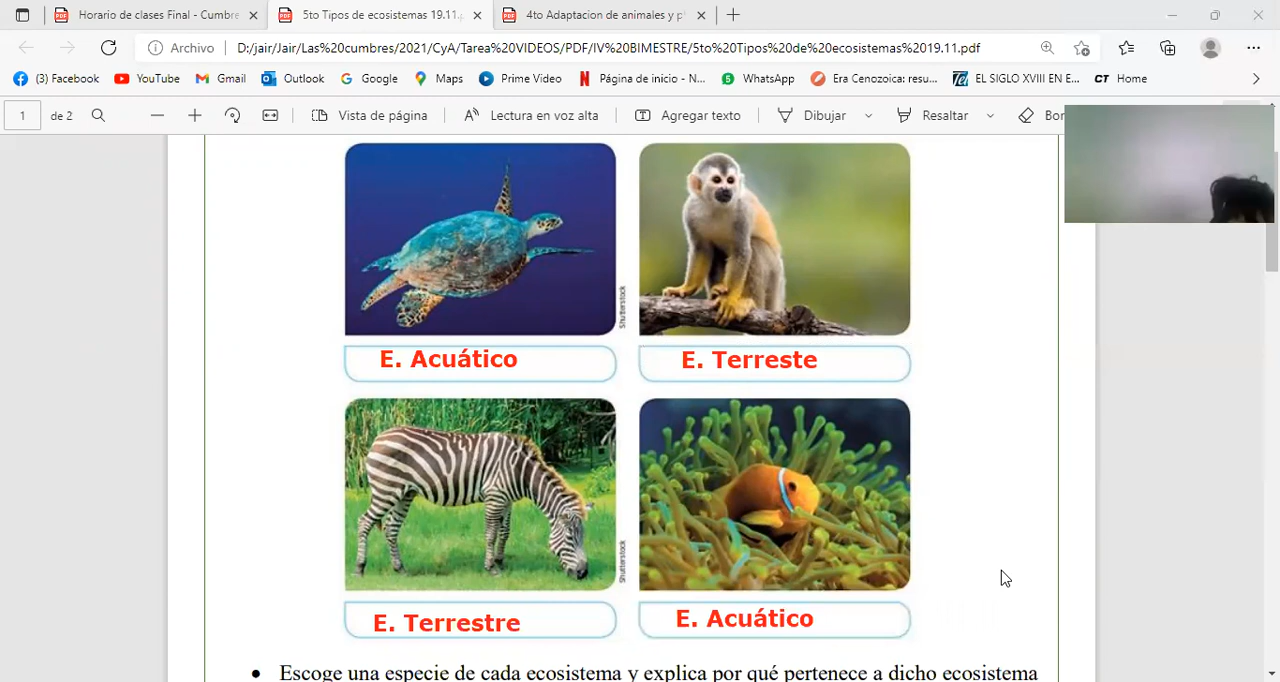 Horario de clases Final - Cumbre
5to Tipos de ecosistemas 19.11.
4to Adaptacion de animales y p
Archivo D:/jair/Jair/Las%20cumbres/2021/CyA/Tarea%20VIDEOS/PDF/IV%20BIMESTRE/5to%20Tipos%20de%20ecosistemas%2019.11.pdf
(3) Facebook YouTube Gmail Outlook Google Maps Prime Video Página de inicio - N... WhatsApp Era Cenozoica: resu... EL SIGLO XVIII EN E... CT Home
1 de 2 Vista de página Lectura en voz alta Agregar texto Dibujar Resaltar Bor
Shutterstock
E. Acuático E. Terreste
Shutterstock
E. Terrestre E. Acuático
• Escoge una especie de cada ecosistema y explica por qué pertenece a dicho ecosistema